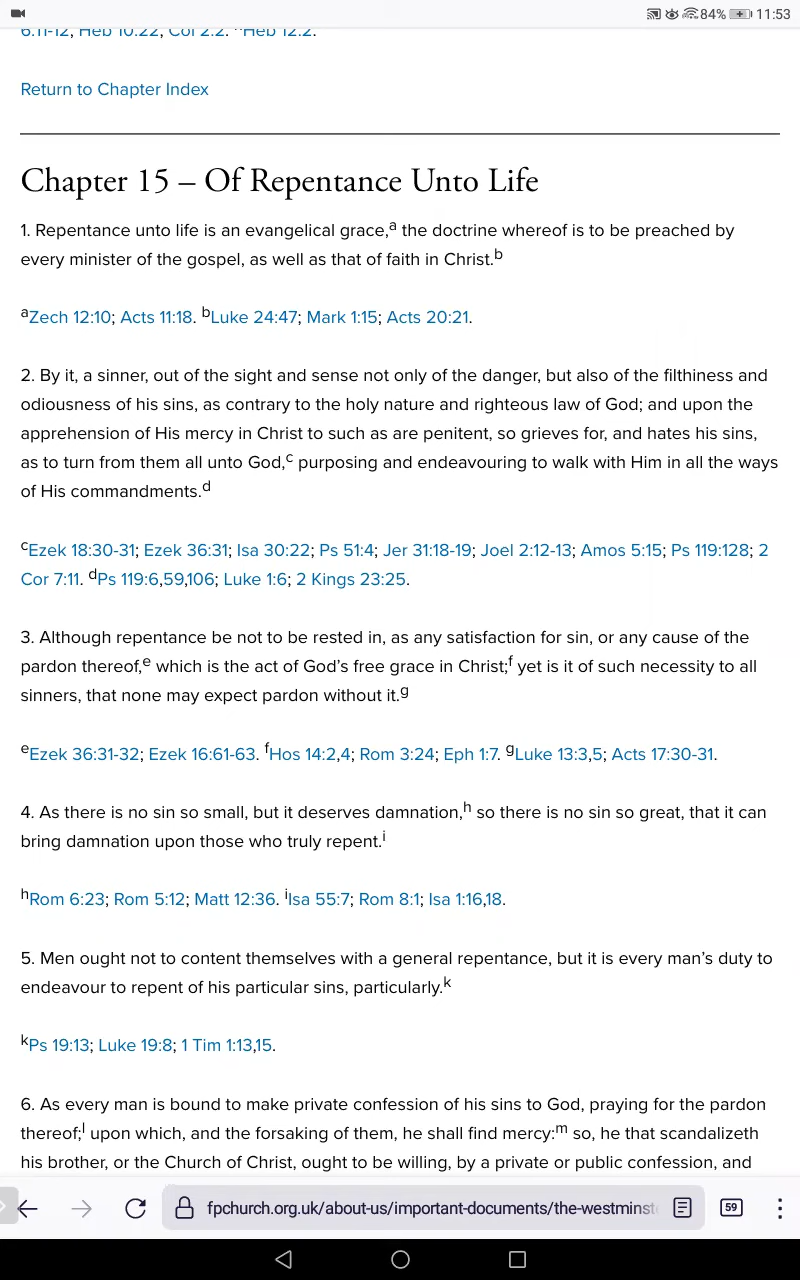 84% 11:53
6:11-12, Heb 10:22, Col 2:2. Heb 12:2.
Return to Chapter Index
Chapter 15 – Of Repentance Unto Life
1. Repentance unto life is an evangelical grace,a the doctrine whereof is to be preached by
every minister of the gospel, as well as that of faith in Christ.b
aZech 12:10; Acts 11:18. bLuke 24:47; Mark 1:15; Acts 20:21.
2. By it, a sinner, out of the sight and sense not only of the danger, but also of the filthiness and
odiousness of his sins, as contrary to the holy nature and righteous law of God; and upon the
apprehension of His mercy in Christ to such as are penitent, so grieves for, and hates his sins,
as to turn from them all unto God,c purposing and endeavouring to walk with Him in all the ways
of His commandments.d
cEzek 18:30-31; Ezek 36:31; Isa 30:22; Ps 51:4; Jer 31:18-19; Joel 2:12-13; Amos 5:15; Ps 119:128; 2
Cor 7:11. dPs 119:6,59,106; Luke 1:6; 2 Kings 23:25.
3. Although repentance be not to be rested in, as any satisfaction for sin, or any cause of the
pardon thereof,e which is the act of God's free grace in Christ;f yet is it of such necessity to all
sinners, that none may expect pardon without it.g
eEzek 36:31-32; Ezek 16:61-63. fHos 14:2,4; Rom 3:24; Eph 1:7. gLuke 13:3,5; Acts 17:30-31.
4. As there is no sin so small, but it deserves damnation,h so there is no sin so great, that it can
bring damnation upon those who truly repent.i
hRom 6:23; Rom 5:12; Matt 12:36. iIsa 55:7; Rom 8:1; Isa 1:16,18.
5. Men ought not to content themselves with a general repentance, but it is every man's duty to
endeavour to repent of his particular sins, particularly.k
kPs 19:13; Luke 19:8; 1 Tim 1:13,15.
6. As every man is bound to make private confession of his sins to God, praying for the pardon
thereof;l upon which, and the forsaking of them, he shall find mercy:m so, he that scandalizeth
his brother, or the Church of Christ, ought to be willing, by a private or public confession, and
fpchurch.org.uk/about-us/important-documents/the-westminst
59